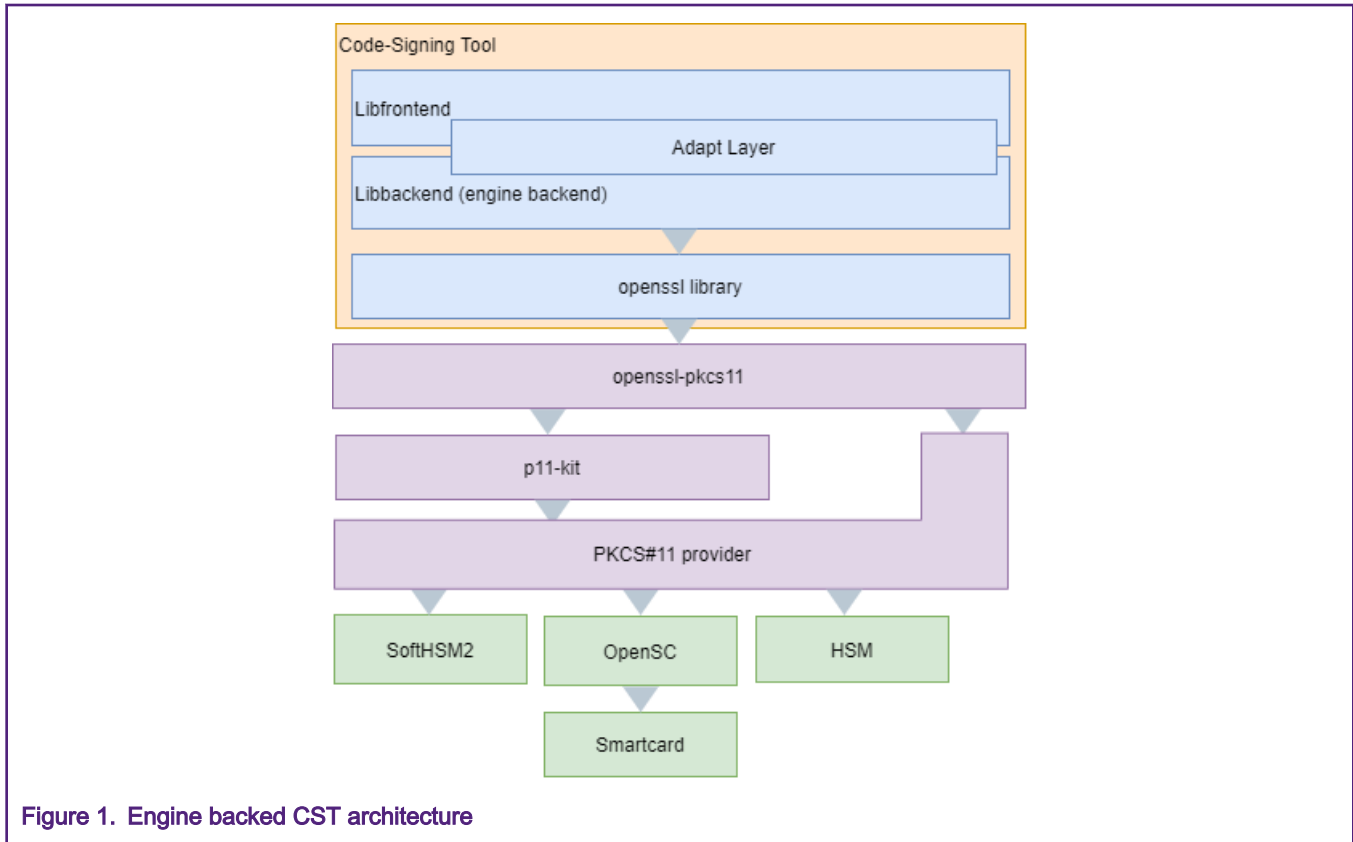 Code-Signing Tool
Libfrontend
Adapt Layer
Libbackend (engine backend)
openssl library
openssl-pkcs11
p11-kit
PKCS#11 provider
SoftHSM2
OpenSC
HSM
Smartcard
Figure 1. Engine backed CST architecture